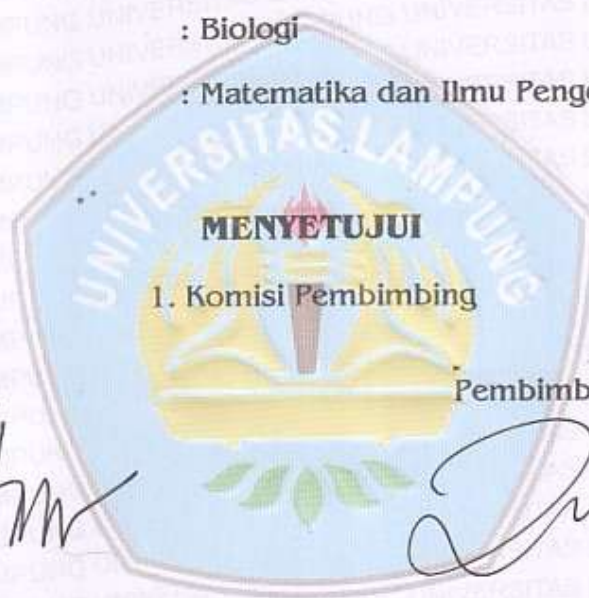 : Biologi
: Matematika dan Ilmu Penge
UNIVERSITAS LAMPUNG
MENYETUJUI
1. Komisi Pembimbing
Pembimb